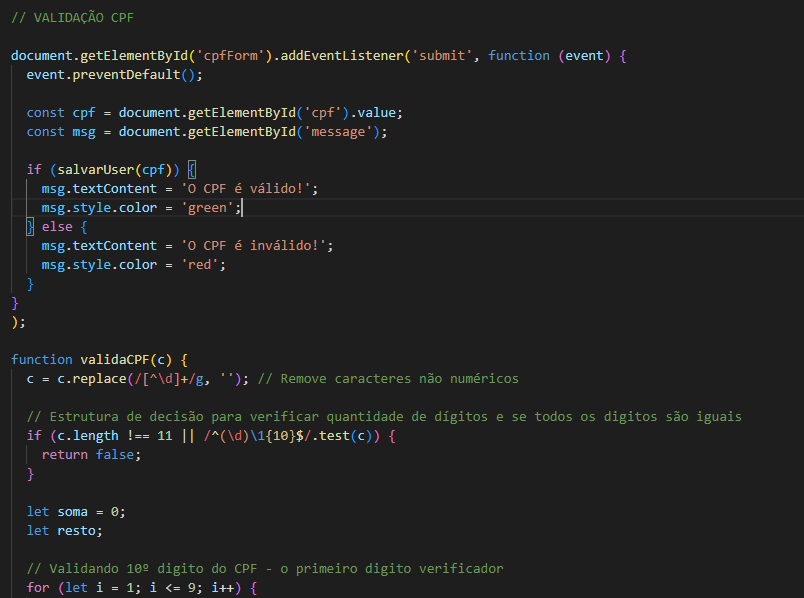 // VALIDAÇÃO CPF
document.getElementById('cpfForm').addEventListener('submit', function (event) {
event.preventDefault();
const cpf = document.getElementById('cpf').value;
const msg = document.getElementById('message');
if (salvarUser(cpf)) {
msg.textContent = 'O CPF é válido!';
msg.style.color = 'green';
} else {
msg.textContent = 'O CPF é inválido!';
msg.style.color = 'red';
}
}
);
function validaCPF(c) {
c = c.replace(/[^\d]+/g, ''); // Remove caracteres não numéricos
// Estrutura de decisão para verificar quantidade de dígitos e se todos os digitos são iguais
if (c.length !== 11 || /^(\d)\1{10}$/.test(c)) {
return false;
}
let soma = 0;
let resto;
// Validando 10º digito do CPF - o primeiro digito verificador
for (let i = 1; i <= 9; i++) {